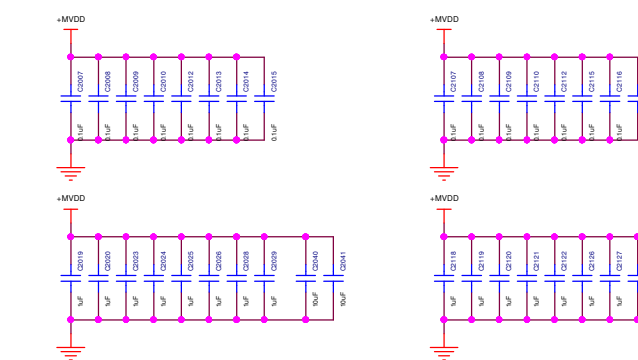 +MVDD
C2007
C2008
C2009
C2010
C2012
C2013
C2014
C2015
0.1uF
0.1uF
0.1uF
0.1uF
0.1uF
0.1uF
0.1uF
0.1uF
+MVDD
C2107
C2108
C2109
C2110
C2112
C2115
C2116
0.1uF
0.1uF
0.1uF
0.1uF
0.1uF
0.1uF
0.1uF
+MVDD
C2019
C2020
C2023
C2024
C2025
C2026
C2028
C2029
C2040
C2041
1uF
1uF
1uF
1uF
1uF
1uF
1uF
1uF
10uF
10uF
+MVDD
C2118
C2119
C2120
C2121
C2122
C2126
C2127
1uF
1uF
1uF
1uF
1uF
1uF
1uF